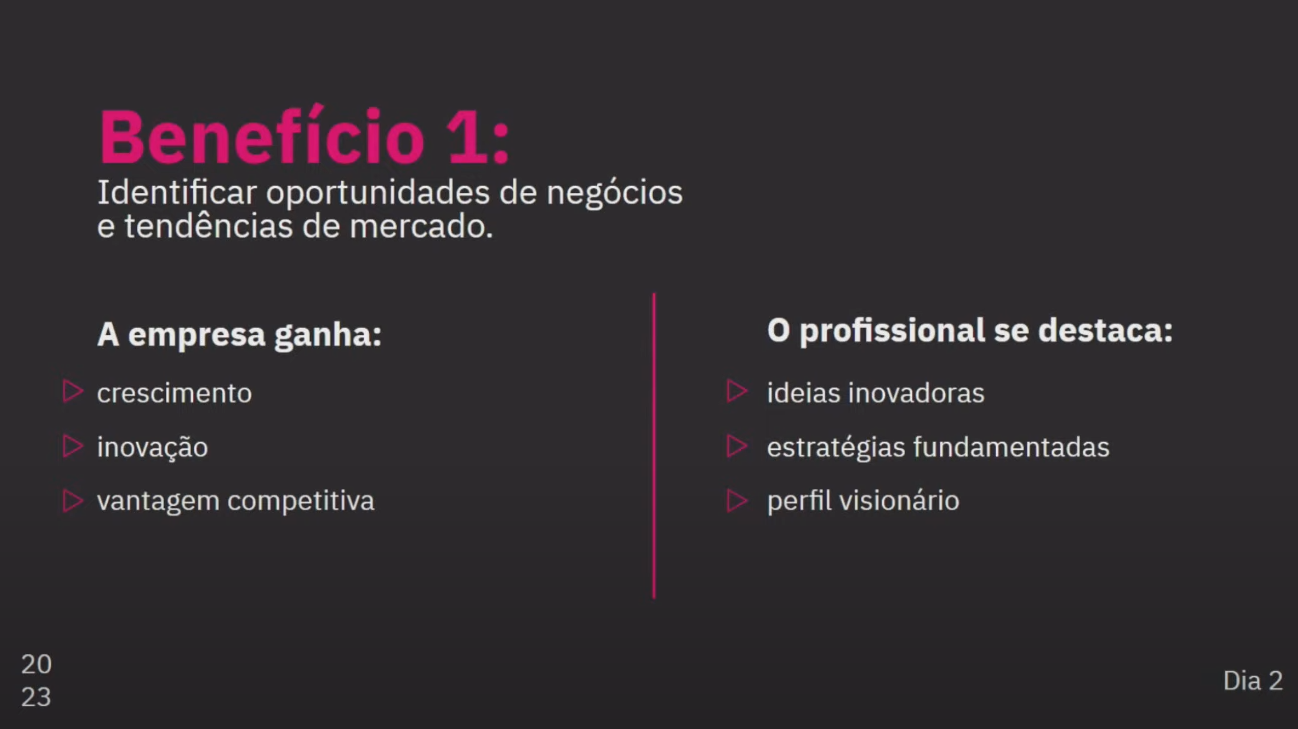 Benefício 1:
Identificar oportunidades de negócios
e tendências de mercado.
A empresa ganha:
crescimento
inovação
vantagem competitiva
O profissional se destaca:
ideias inovadoras
estratégias fundamentadas
perfil visionário
20
23
Dia 2